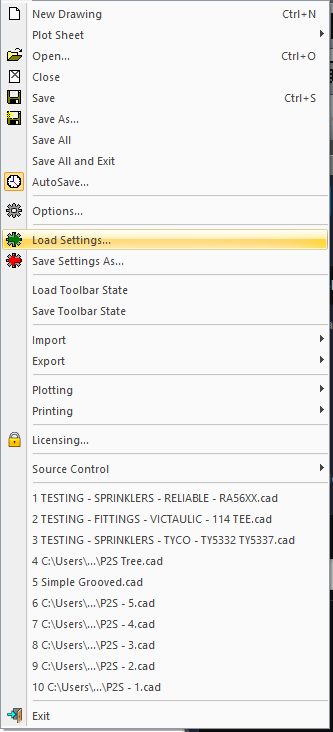 New Drawing Ctrl+N
Plot Sheet
Open... Ctrl+O
Close
Save Ctrl+S
Save As...
Save All
Save All and Exit
AutoSave...
Options...
Load Settings...
Save Settings As...
Load Toolbar State
Save Toolbar State
Import
Export
Plotting
Printing
Licensing...
Source Control
1 TESTING - SPRINKLERS - RELIABLE - RA56XX.cad
2 TESTING - FITTINGS - VICTAULIC - 114 TEE.cad
3 TESTING - SPRINKLERS - TYCO - TY5332 TY5337.cad
4 C:\Users\...\P2S Tree.cad
5 Simple Grooved.cad
6 C:\Users\...\P2S - 5.cad
7 C:\Users\...\P2S - 4.cad
8 C:\Users\...\P2S - 3.cad
9 C:\Users\...\P2S - 2.cad
10 C:\Users\...\P2S - 1.cad
Exit